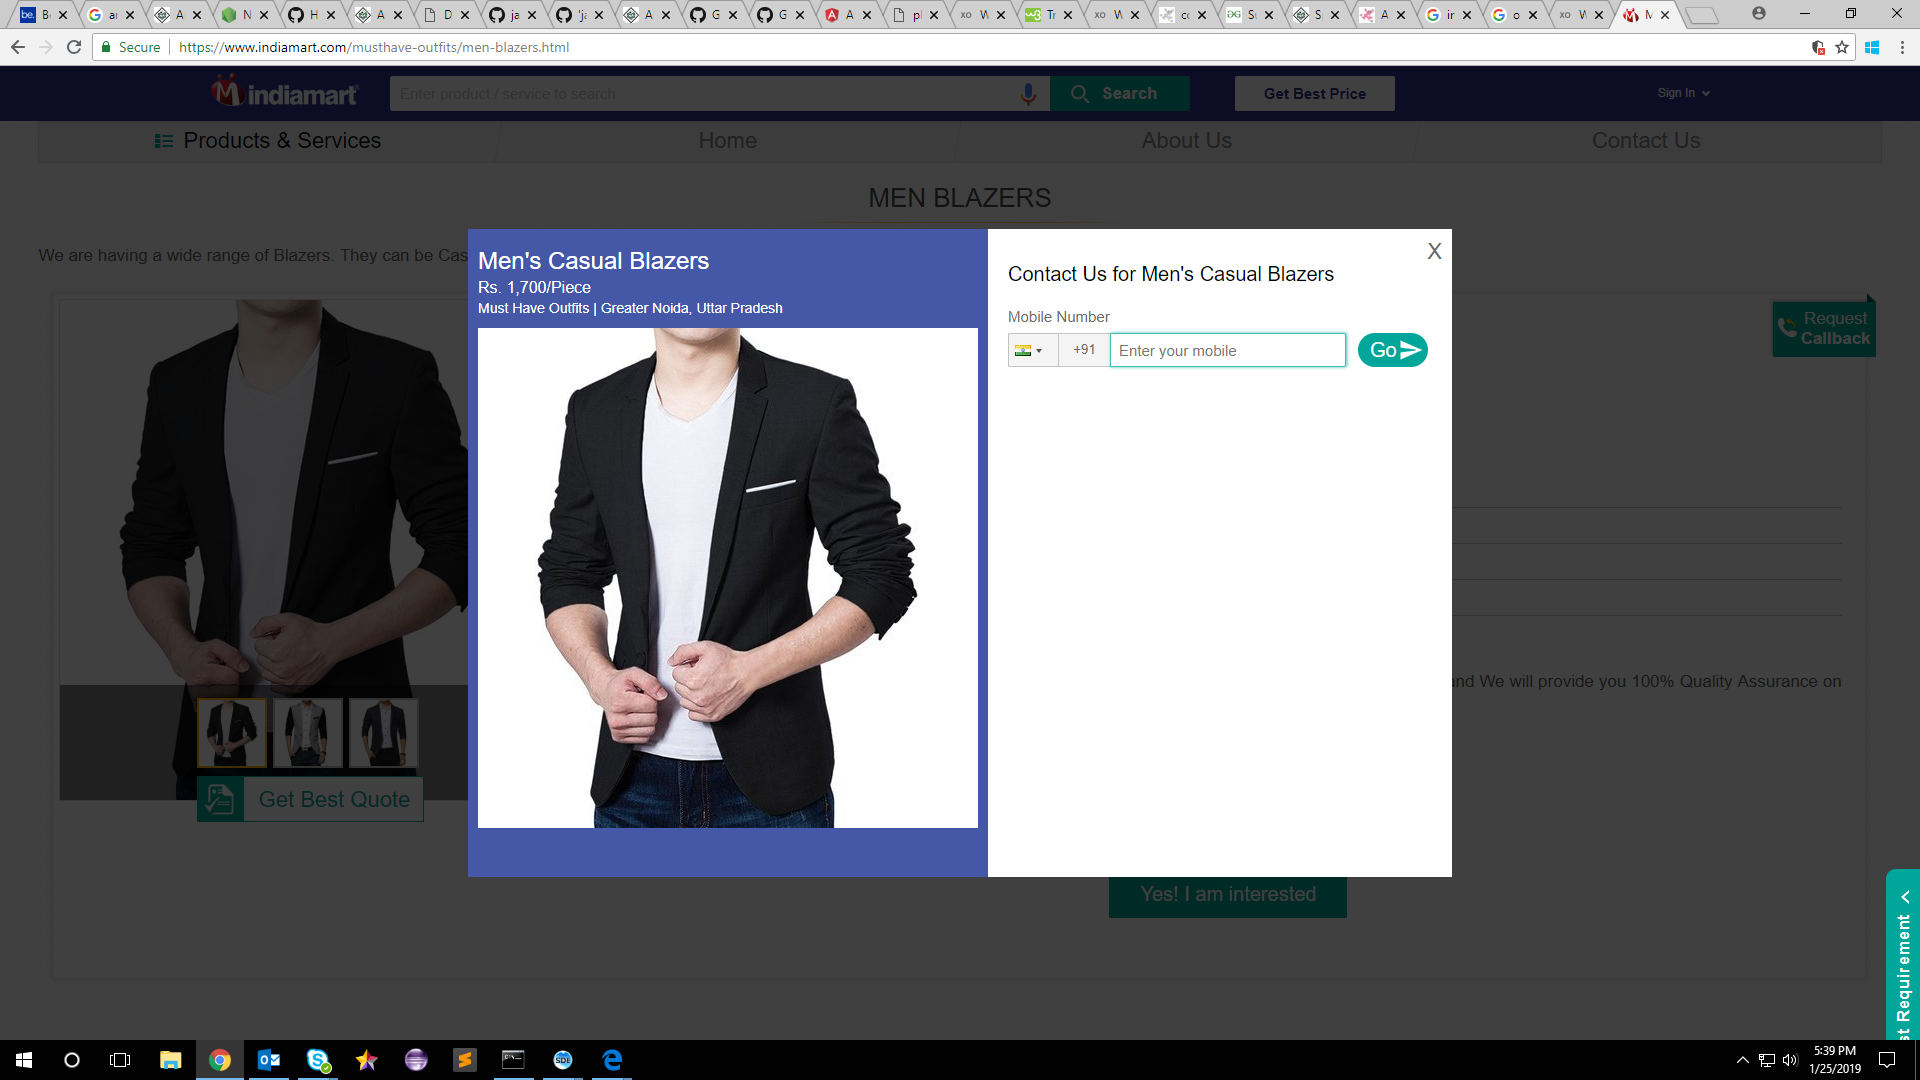 Secure
https://www.indiamart.com/musthave-outfits/men-blazers.html
indiamart
Enter product / service to search
Search
Get Best Price
Sign In
Products & Services
Home
About Us
Contact Us
MEN BLAZERS
We are having a wide range of Blazers. They can be Cas
Men's Casual Blazers
Rs. 1,700/Piece
Must Have Outfits | Greater Noida, Uttar Pradesh
X
Contact Us for Men's Casual Blazers
Mobile Number
+91
Enter your mobile
Go
Request
Callback
and We will provide you 100% Quality Assurance on
Get Best Quote
Yes! I am interested
st Requirement
5:39 PM
1/25/2019